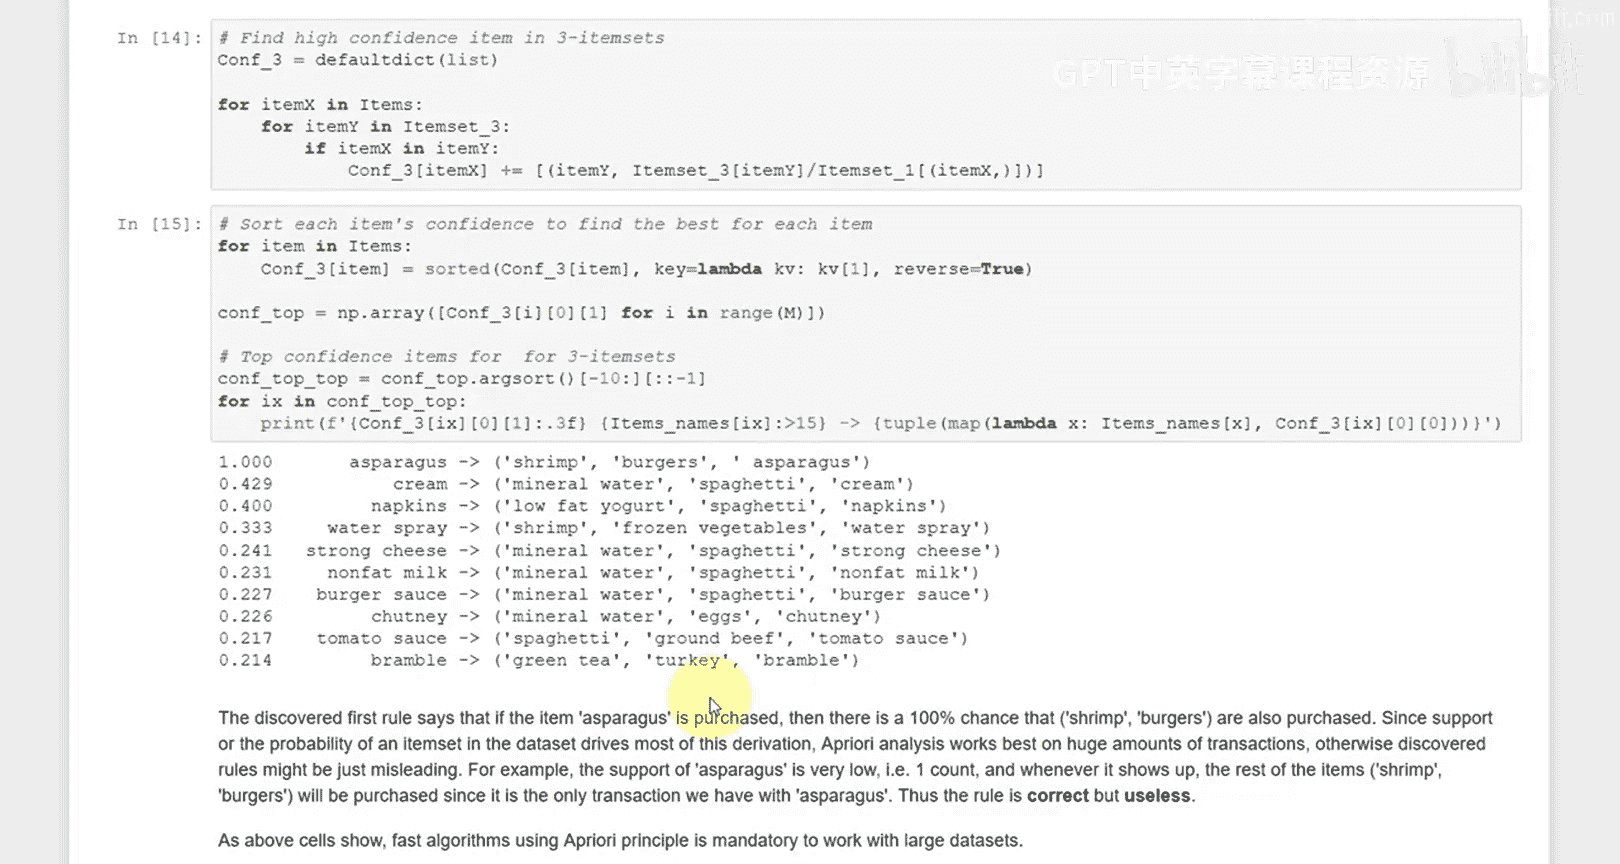 In [14]: # Find high confidence item in 3-itemsets
Conf_3 = defaultdict(list)
for itemX in Items:
    for itemY in Itemset_3:
        if itemX in itemY:
            Conf_3[itemX] += [(itemY, Itemset_3[itemY]/Itemset_1[(itemX,)])]
GPT中英字幕课程资源
bilibili
In [15]: # Sort each item's confidence to find the best for each item
for item in Items:
    Conf_3[item] = sorted(Conf_3[item], key=lambda kv: kv[1], reverse=True)
conf_top = np.array([Conf_3[i][0][1] for i in range(M)])
# Top confidence items for  for 3-itemsets
conf_top_top = conf_top.argsort()[-10:][::-1]
for ix in conf_top_top:
    print(f'{Conf_3[ix][0][1]:.3f} {Items_names[ix]:>15} -> {tuple(map(lambda x: Items_names[x], Conf_3[ix][0][0]))}')
1.000       asparagus -> ('shrimp', 'burgers', ' asparagus')
0.429           cream -> ('mineral water', 'spaghetti', 'cream')
0.400         napkins -> ('low fat yogurt', 'spaghetti', 'napkins')
0.333     water spray -> ('shrimp', 'frozen vegetables', 'water spray')
0.241   strong cheese -> ('mineral water', 'spaghetti', 'strong cheese')
0.231     nonfat milk -> ('mineral water', 'spaghetti', 'nonfat milk')
0.227    burger sauce -> ('mineral water', 'spaghetti', 'burger sauce')
0.226         chutney -> ('mineral water', 'eggs', 'chutney')
0.217    tomato sauce -> ('spaghetti', 'ground beef', 'tomato sauce')
0.214         bramble -> ('green tea', 'turkey', 'bramble')
The discovered first rule says that if the item 'asparagus' is purchased, then there is a 100% chance that ('shrimp', 'burgers') are also purchased. Since support
or the probability of an itemset in the dataset drives most of this derivation, Apriori analysis works best on huge amounts of transactions, otherwise discovered
rules might be just misleading. For example, the support of 'asparagus' is very low, i.e. 1 count, and whenever it shows up, the rest of the items ('shrimp',
'burgers') will be purchased since it is the only transaction we have with 'asparagus'. Thus the rule is correct but useless.
As above cells show, fast algorithms using Apriori principle is mandatory to work with large datasets.